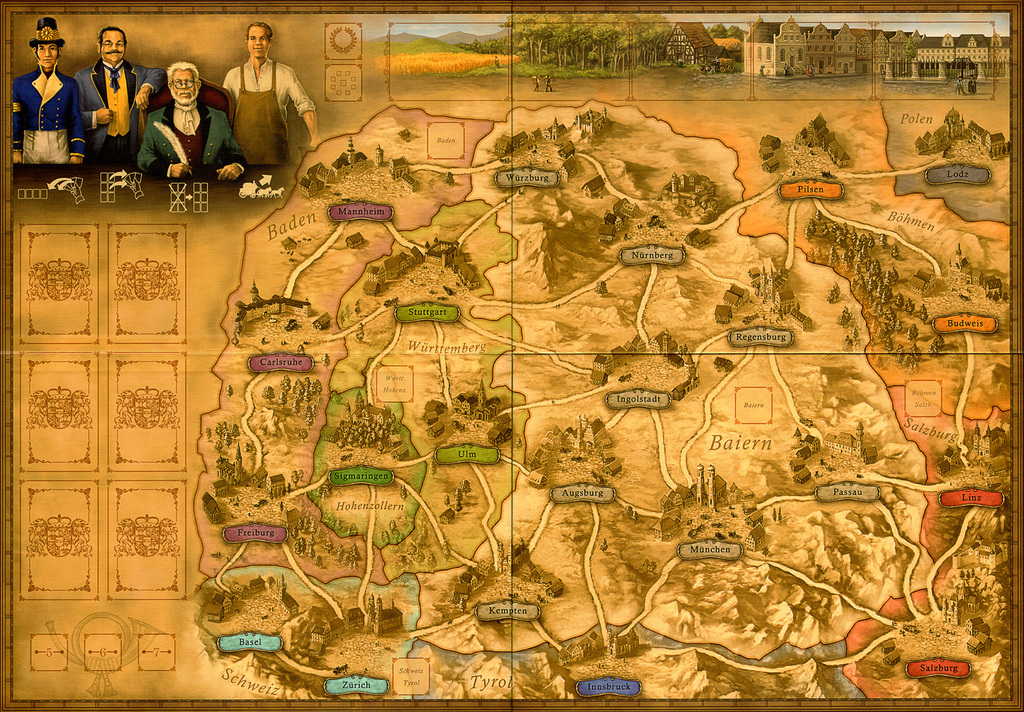 Polen
Baden
Würzburg
Lodz
Pilsen
Mannheim
Baden
Böhmen
Nürnberg
Stuttgart
Budweis
Regensburg
Württemberg
Carlsruhe
Württ.
Hohenz.
Böhmen
Salzb.
Ingolstadt
Baiern
Salzburg
Baiern
Ulm
Sigmaringen
Augsburg
Passau
Linz
Hohenzollern
Freiburg
München
Kempten
Basel
5
6
7
Schweiz
Tyrol
Salzburg
Schweiz
Tyrol
Zürich
Innsbruck